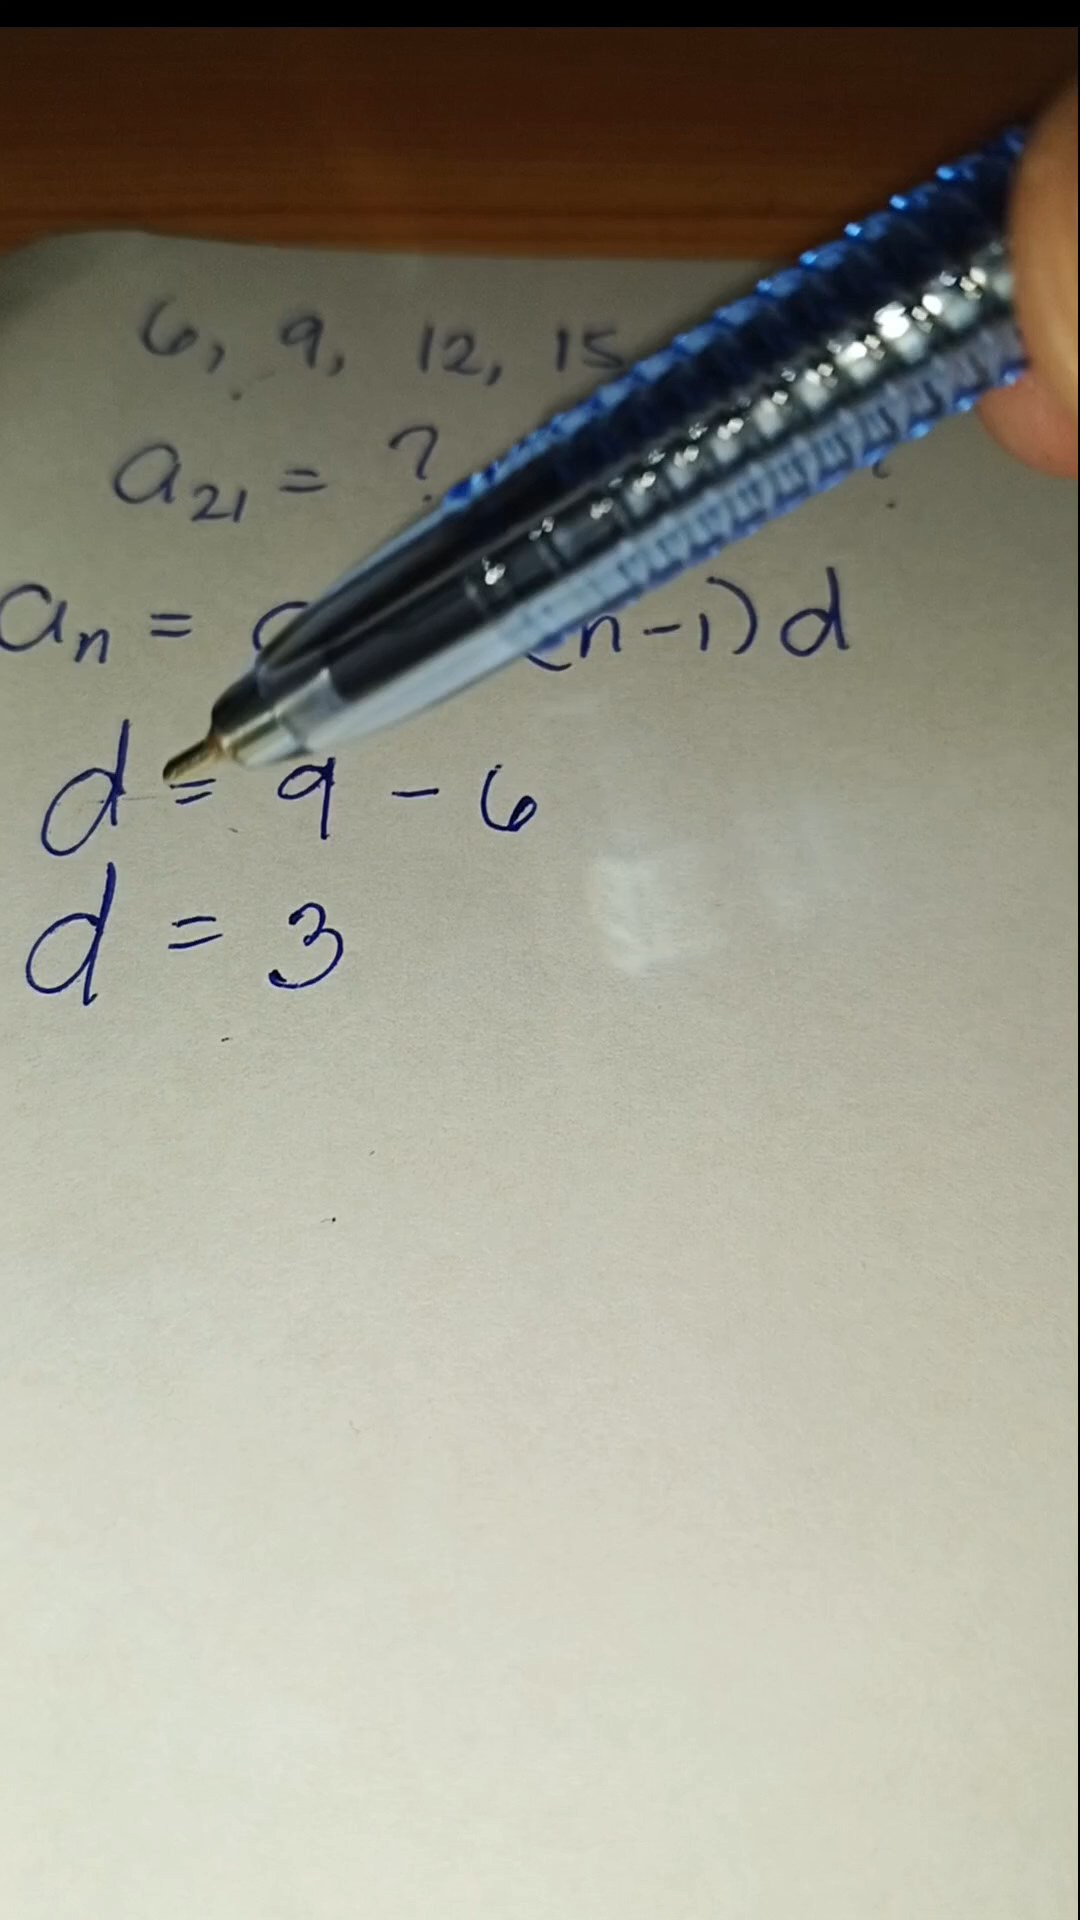 6, 9, 12, 15
a₂₁ = ?
aₙ = (n-1)d
d = 9 - 6
d = 3